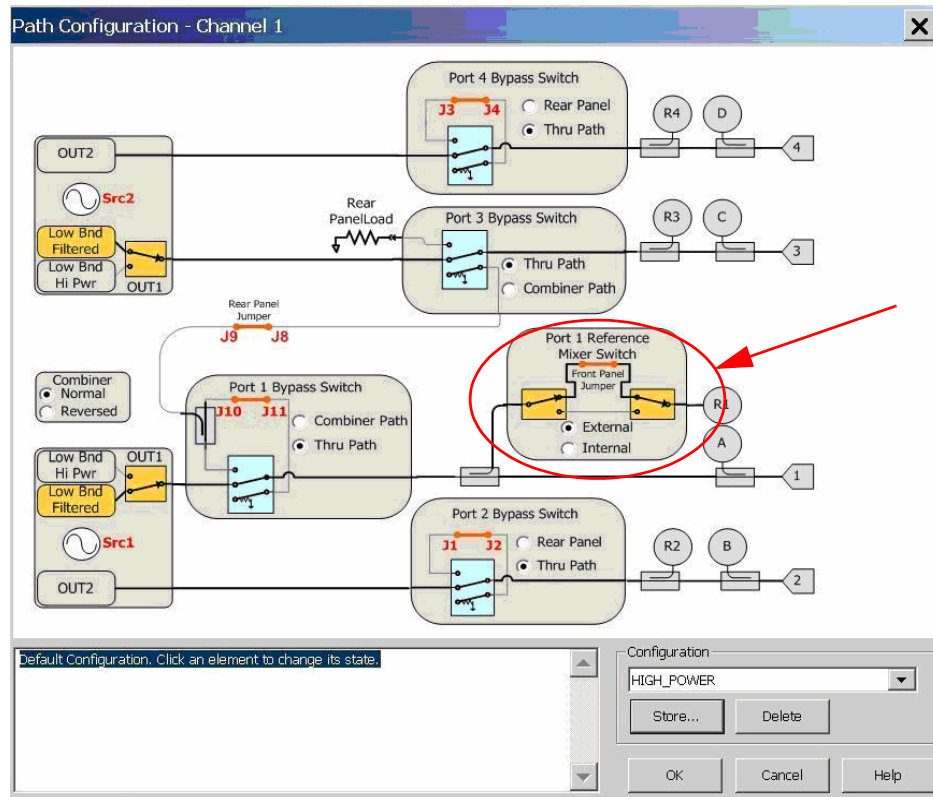 Path Configuration - Channel 1
X
Port 4 Bypass Switch
J3 J4
Rear Panel
Thru Path
R4
D
4
OUT2
Src2
Low Bnd
Filtered
Low Bnd
Hi Pwr
OUT1
Rear
PanelLoad
Port 3 Bypass Switch
Thru Path
Combiner Path
R3
C
3
Rear Panel
Jumper
J9 J8
Port 1 Reference
Mixer Switch
Front Panel
Jumper
External
Internal
R1
A
1
Combiner
Normal
Reversed
Port 1 Bypass Switch
J10 J11
Combiner Path
Thru Path
Low Bnd
Hi Pwr
OUT1
Low Bnd
Filtered
Src1
OUT2
Port 2 Bypass Switch
J1 J2
Rear Panel
Thru Path
R2
B
2
Default Configuration. Click an element to change its state.
Configuration
HIGH_POWER
Store...
Delete
OK
Cancel
Help